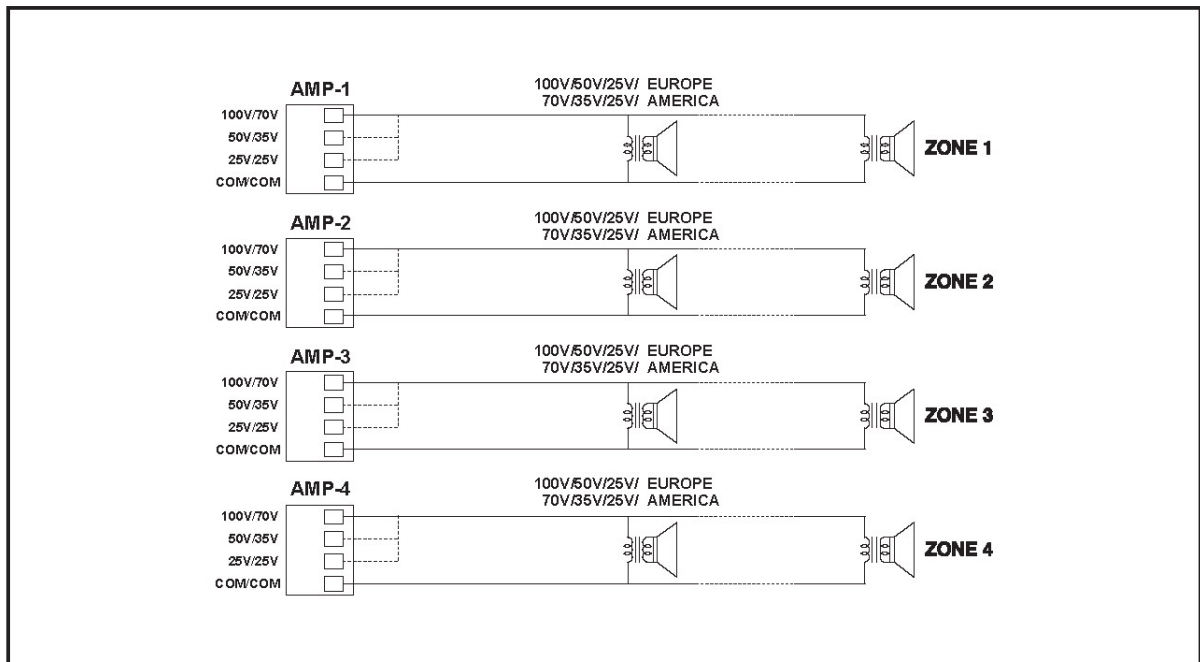 AMP-1
100V/50V/25V/ EUROPE
70V/35V/25V/ AMERICA
100V/70V
50V/35V
25V/25V
COM/COM
ZONE 1
AMP-2
100V/50V/25V/ EUROPE
70V/35V/25V/ AMERICA
100V/70V
50V/35V
25V/25V
COM/COM
ZONE 2
AMP-3
100V/50V/25V/ EUROPE
70V/35V/25V/ AMERICA
100V/70V
50V/35V
25V/25V
COM/COM
ZONE 3
AMP-4
100V/50V/25V/ EUROPE
70V/35V/25V/ AMERICA
100V/70V
50V/35V
25V/25V
COM/COM
ZONE 4